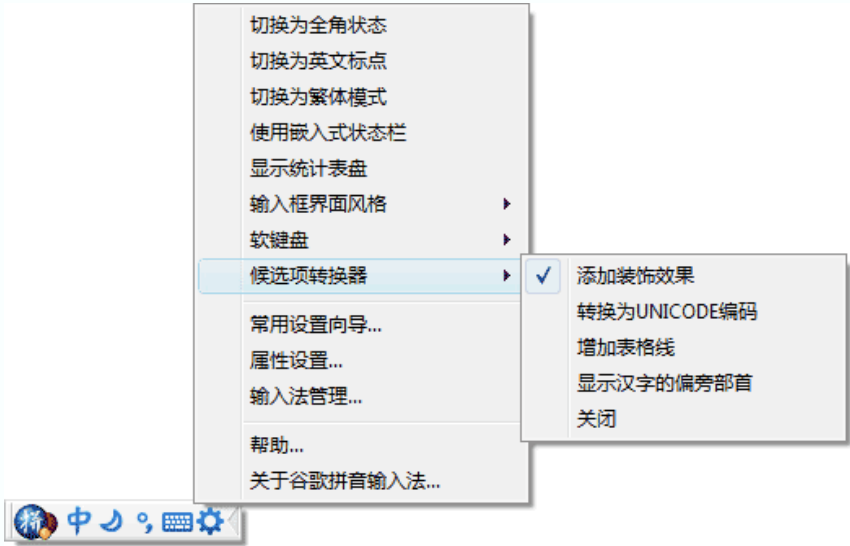 切换为全角状态
切换为英文标点
切换为繁体模式
使用嵌入式状态栏
显示统计表盘
输入框界面风格
软键盘
候选项转换器
常用设置向导...
属性设置...
输入法管理...
帮助...
关于谷歌拼音输入法...
添加装饰效果
转换为UNICODE编码
增加表格线
显示汉字的偏旁部首
关闭
拼 中